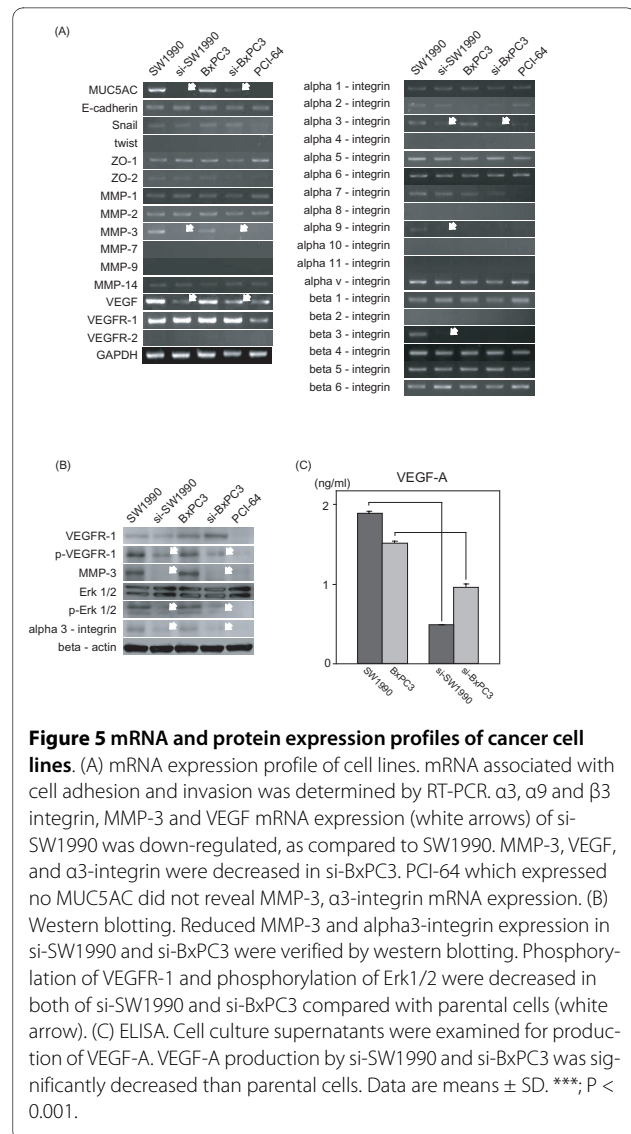 (A)
SW1990
si-SW1990
BxPC3
si-BxPC3
PCI-64
MUC5AC
E-cadherin
Snail
twist
ZO-1
ZO-2
MMP-1
MMP-2
MMP-3
MMP-7
MMP-9
MMP-14
VEGF
VEGFR-1
VEGFR-2
GAPDH
SW1990
si-SW1990
BxPC3
si-BxPC3
PCI-64
alpha 1 - integrin
alpha 2 - integrin
alpha 3 - integrin
alpha 4 - integrin
alpha 5 - integrin
alpha 6 - integrin
alpha 7 - integrin
alpha 8 - integrin
alpha 9 - integrin
alpha 10 - integrin
alpha 11 - integrin
alpha v - integrin
beta 1 - integrin
beta 2 - integrin
beta 3 - integrin
beta 4 - integrin
beta 5 - integrin
beta 6 - integrin
(B)
SW1990
si-SW1990
BxPC3
si-BxPC3
PCI-64
VEGFR-1
p-VEGFR-1
MMP-3
Erk 1/2
p-Erk 1/2
alpha 3 - integrin
beta - actin
(C)
VEGF-A
(ng/ml)
2
1
0
SW1990
BxPC3
si-SW1990
si-BxPC3
Figure 5 mRNA and protein expression profiles of cancer cell
lines. (A) mRNA expression profile of cell lines. mRNA associated with
cell adhesion and invasion was determined by RT-PCR. α3, α9 and β3
integrin, MMP-3 and VEGF mRNA expression (white arrows) of si-
SW1990 was down-regulated, as compared to SW1990. MMP-3, VEGF,
and α3-integrin were decreased in si-BxPC3. PCI-64 which expressed
no MUC5AC did not reveal MMP-3, α3-integrin mRNA expression. (B)
Western blotting. Reduced MMP-3 and alpha3-integrin expression in
si-SW1990 and si-BxPC3 were verified by western blotting. Phosphory-
lation of VEGFR-1 and phosphorylation of Erk1/2 were decreased in
both of si-SW1990 and si-BxPC3 compared with parental cells (white
arrow). (C) ELISA. Cell culture supernatants were examined for produc-
tion of VEGF-A. VEGF-A production by si-SW1990 and si-BxPC3 was sig-
nificantly decreased than parental cells. Data are means ± SD. ***; P <
0.001.